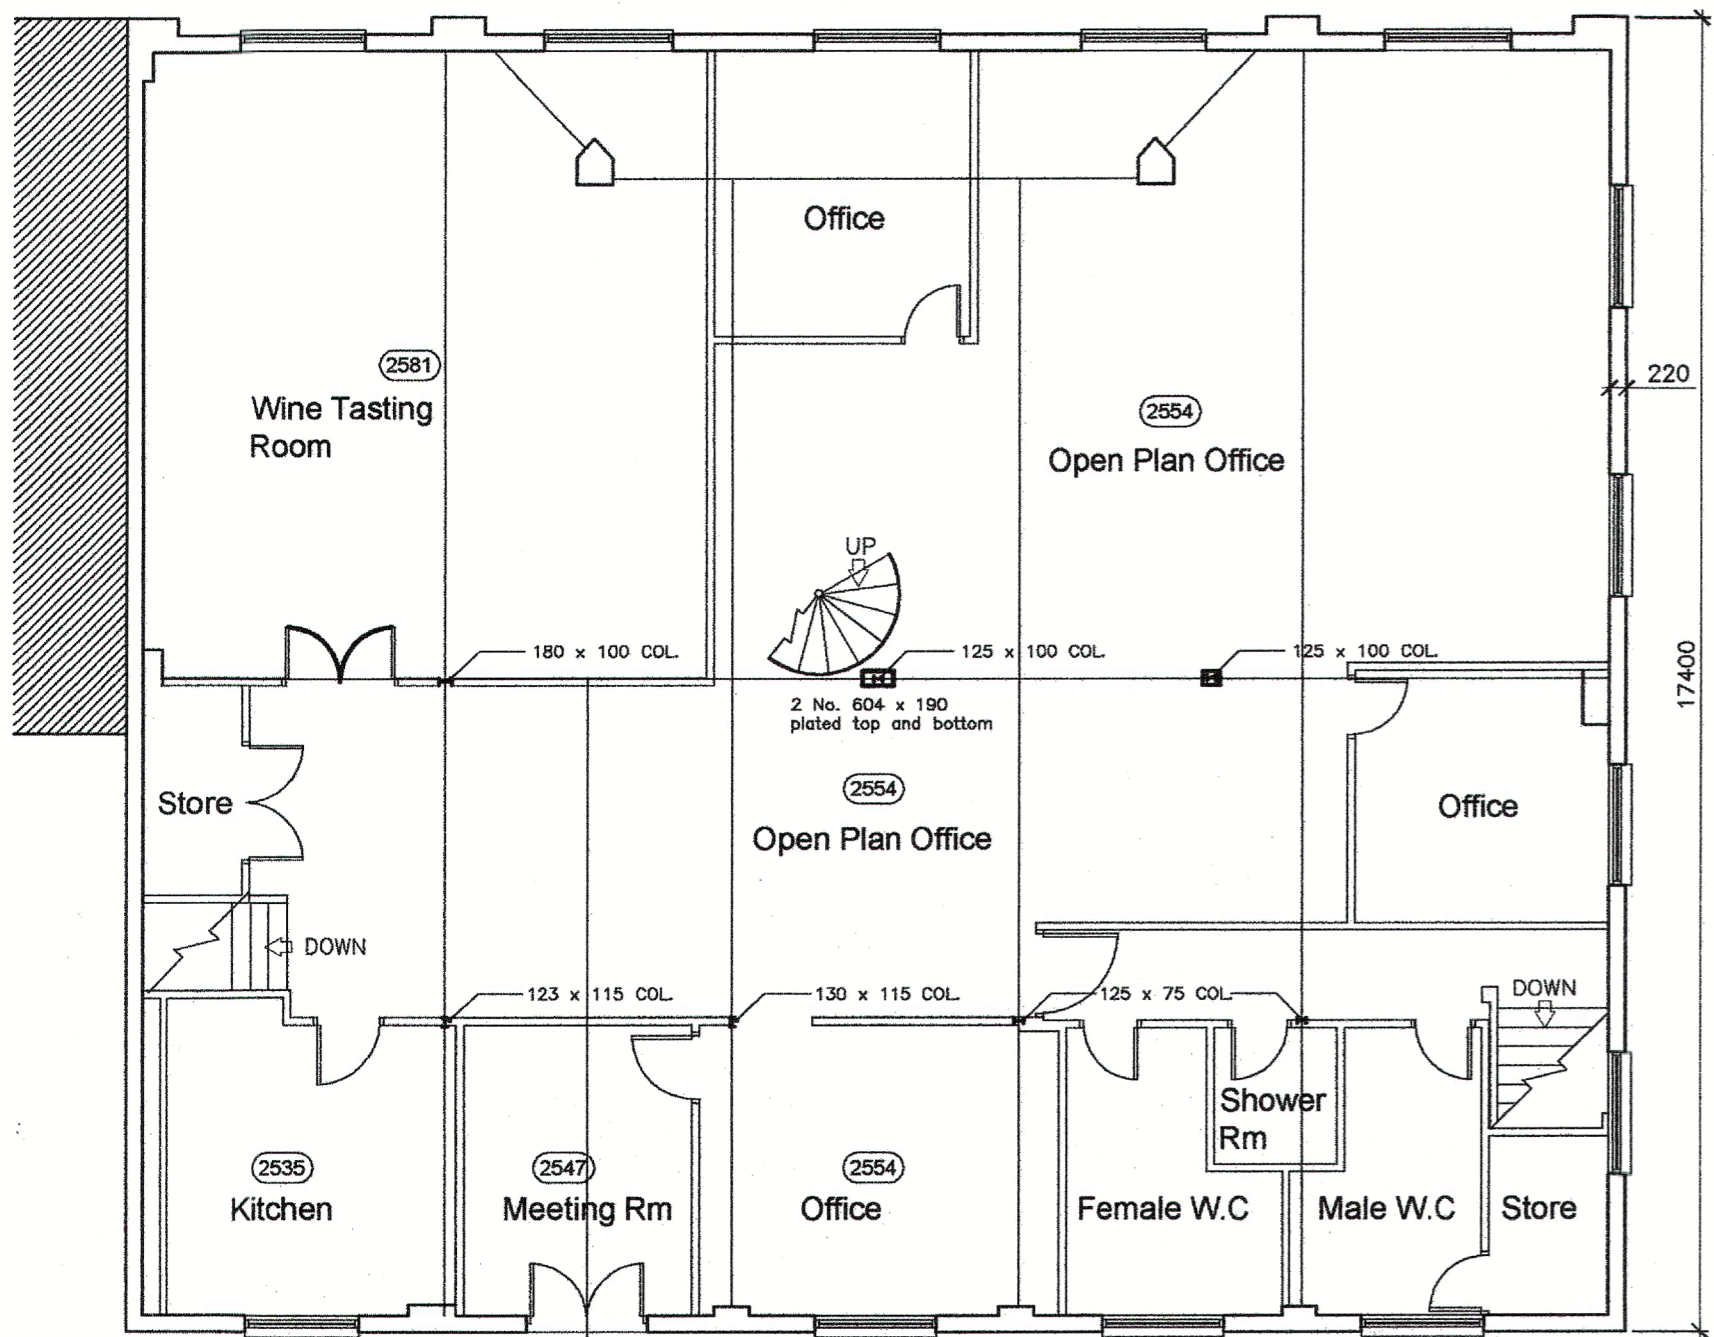 Office
2581
Wine Tasting
Room
2554
Open Plan Office
220
17400
UP
180 x 100 COL.
125 x 100 COL.
125 x 100 COL.
2 No. 604 x 190
plated top and bottom
2554
Open Plan Office
Store
Office
DOWN
123 x 115 COL.
130 x 115 COL.
125 x 75 COL.
DOWN
Shower
Rm
2535
Kitchen
2547
Meeting Rm
2554
Office
Female W.C
Male W.C
Store